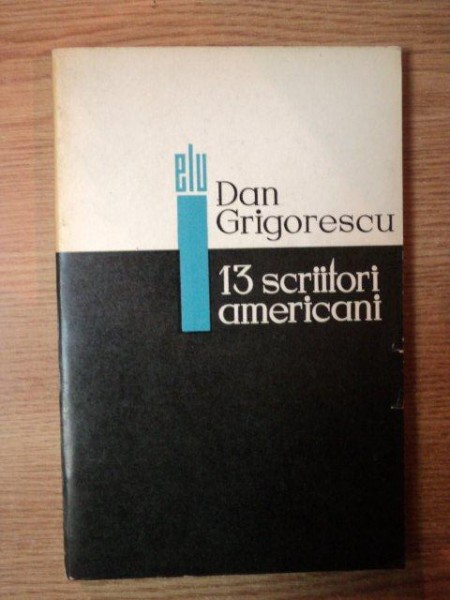 elu
Dan
Grigorescu
13 scriitori
americani